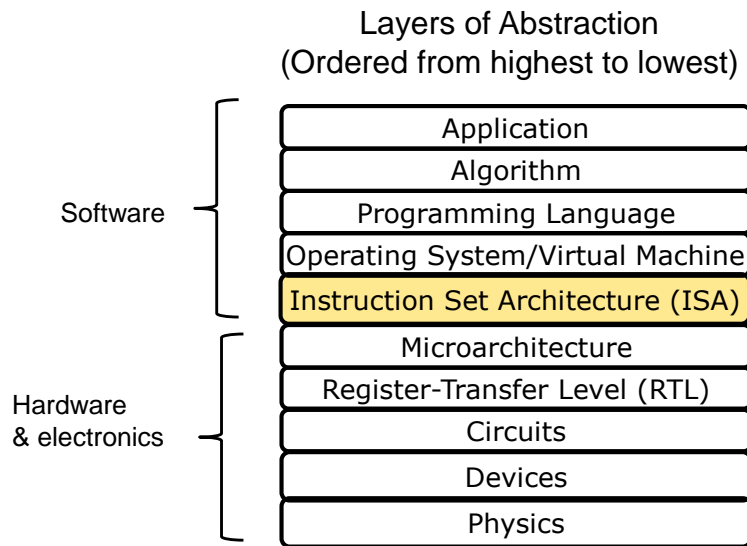 Layers of Abstraction
(Ordered from highest to lowest)
Software
Application
Algorithm
Programming Language
Operating System/Virtual Machine
Instruction Set Architecture (ISA)
Hardware
& electronics
Microarchitecture
Register-Transfer Level (RTL)
Circuits
Devices
Physics